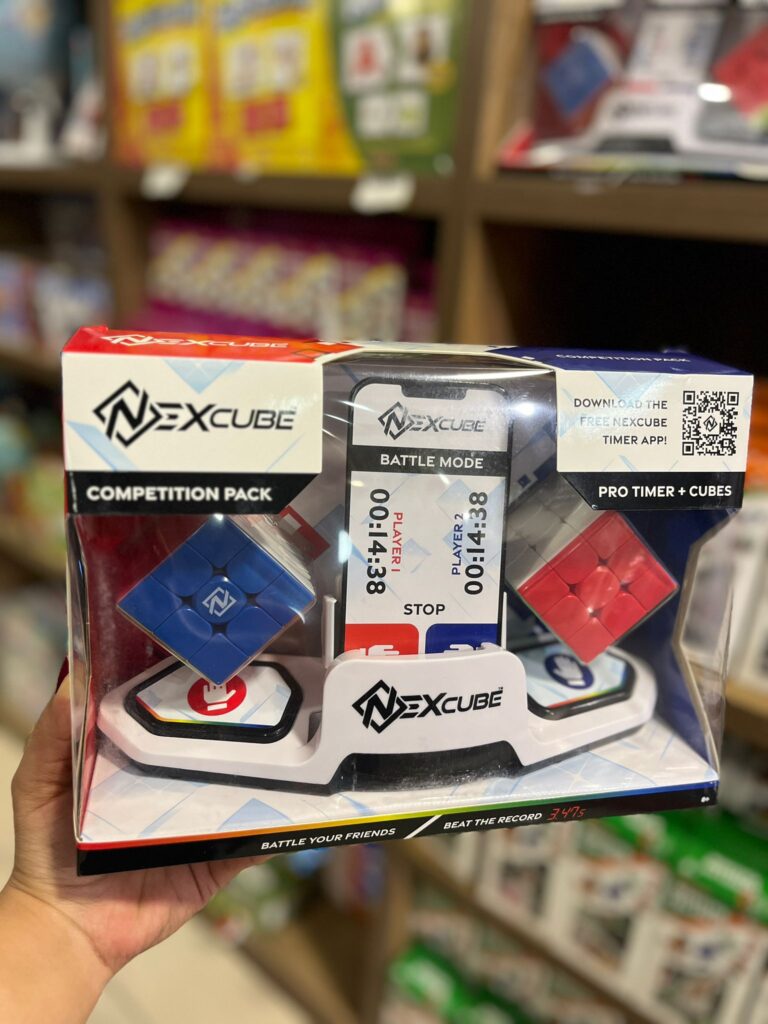 NEXCUBE
COMPETITION PACK
NEXCUBE
COMPETITION PACK
DOWNLOAD THE
FREE NEXCUBE
TIMER APP!
PRO TIMER + CUBES
NEXCUBE
BATTLE MODE
00:14:38
PLAYER 1
PLAYER 2
00:14:38
STOP
NEXCUBE
BATTLE YOUR FRIENDS / BEAT THE RECORD 3.47s